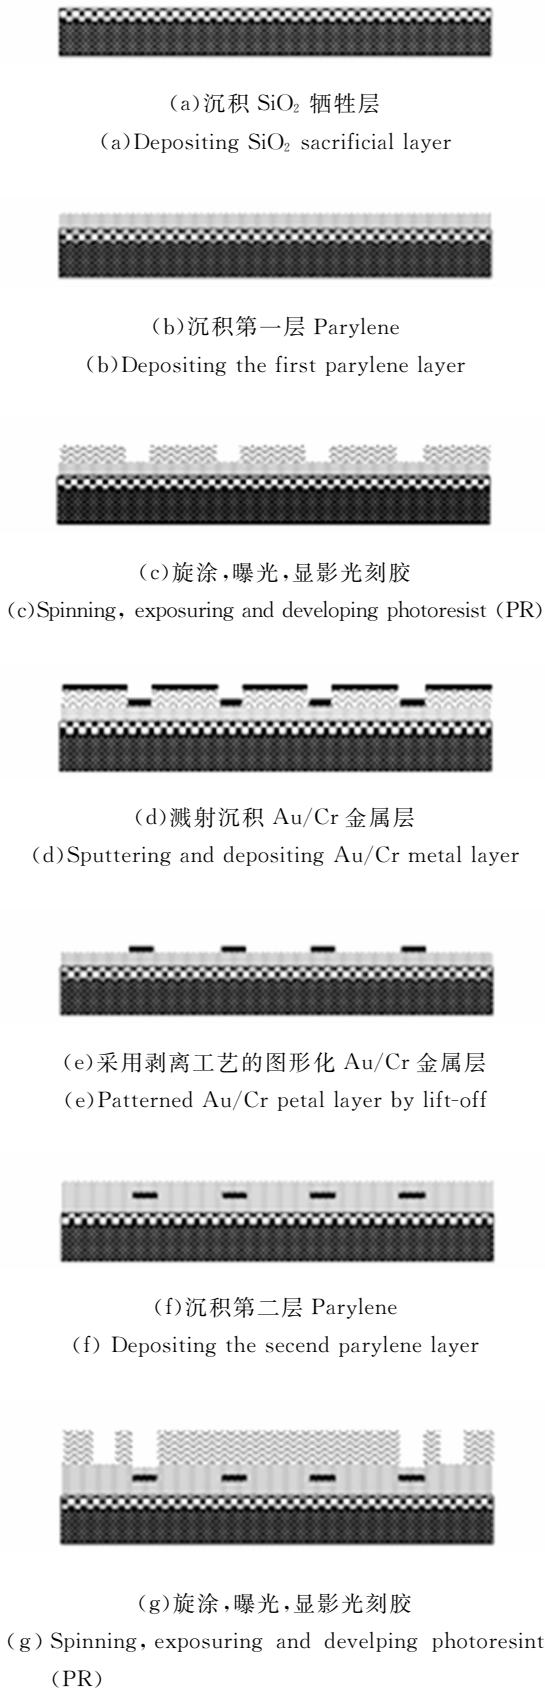 (a)沉积 SiO₂ 牺牲层
(a)Depositing SiO₂ sacrificial layer
(b)沉积第一层 Parylene
(b)Depositing the first parylene layer
(c)旋涂,曝光,显影光刻胶
(c)Spinning, exposuring and developing photoresist (PR)
(d)溅射沉积 Au/Cr 金属层
(d)Sputtering and depositing Au/Cr metal layer
(e)采用剥离工艺的图形化 Au/Cr 金属层
(e)Patterned Au/Cr petal layer by lift-off
(f)沉积第二层 Parylene
(f) Depositing the secend parylene layer
(g)旋涂,曝光,显影光刻胶
(g) Spinning, exposuring and develping photoresint
(PR)